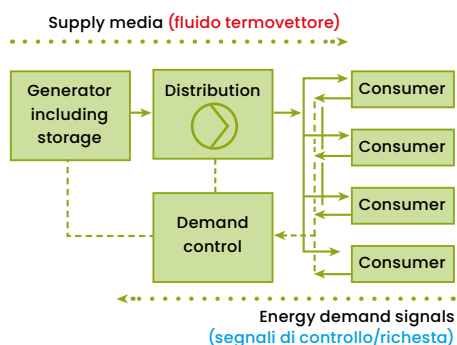 Supply media (fluido termovettore)
Generator
including
storage
Distribution
Consumer
Consumer
Consumer
Consumer
Demand
control
Energy demand signals
(segnali di controllo/richesta)